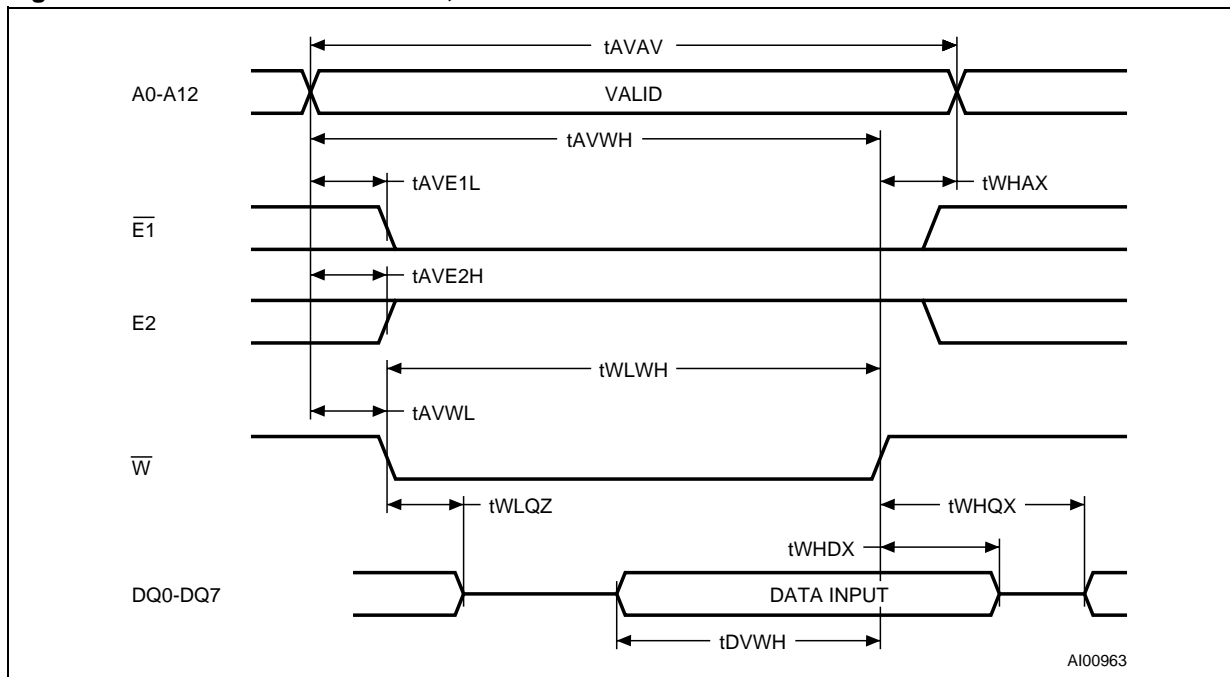 tAVAV
A0-A12
VALID
tAVWH
tAVE1L
tWHAX
E1
tAVE2H
E2
tWLWH
tAVWL
W
tWLQZ
tWHQX
tWHDX
DQ0-DQ7
DATA INPUT
tDVWH
AI00963